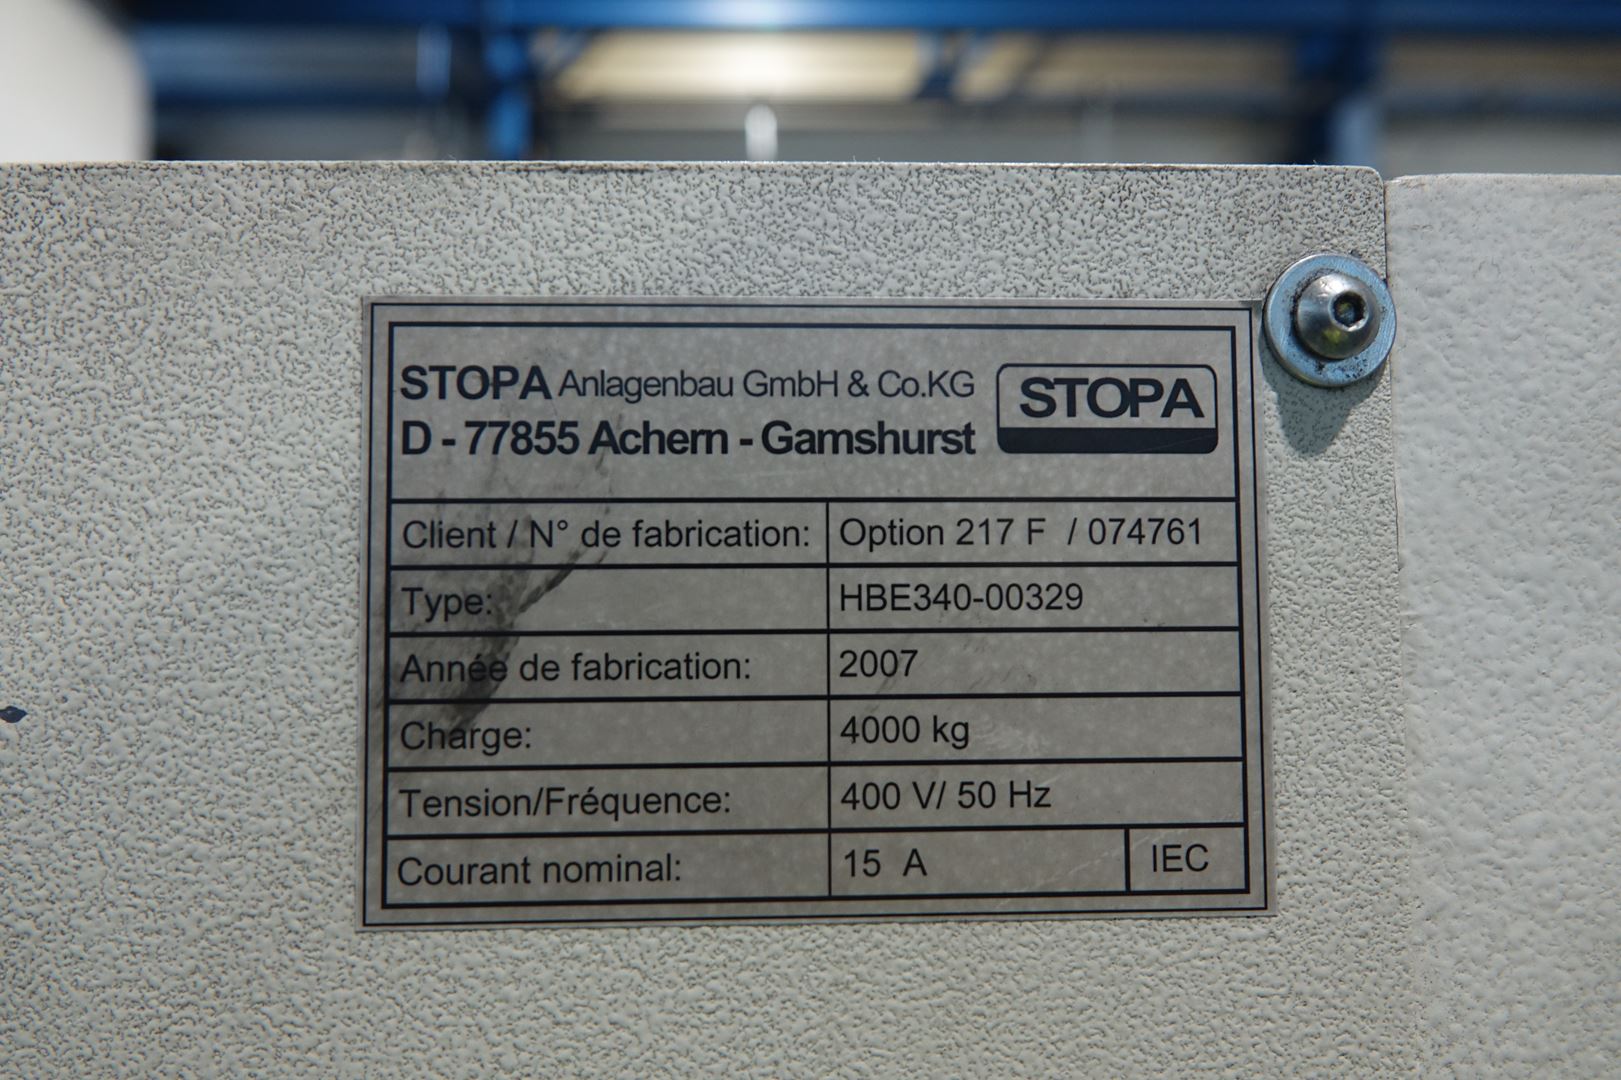 STOPA Anlagenbau GmbH & Co.KG
D - 77855 Achern - Gamshurst
STOPA
Client / N° de fabrication: Option 217 F / 074761
Type: HBE340-00329
Année de fabrication: 2007
Charge: 4000 kg
Tension/Fréquence: 400 V/ 50 Hz
Courant nominal: 15 A IEC